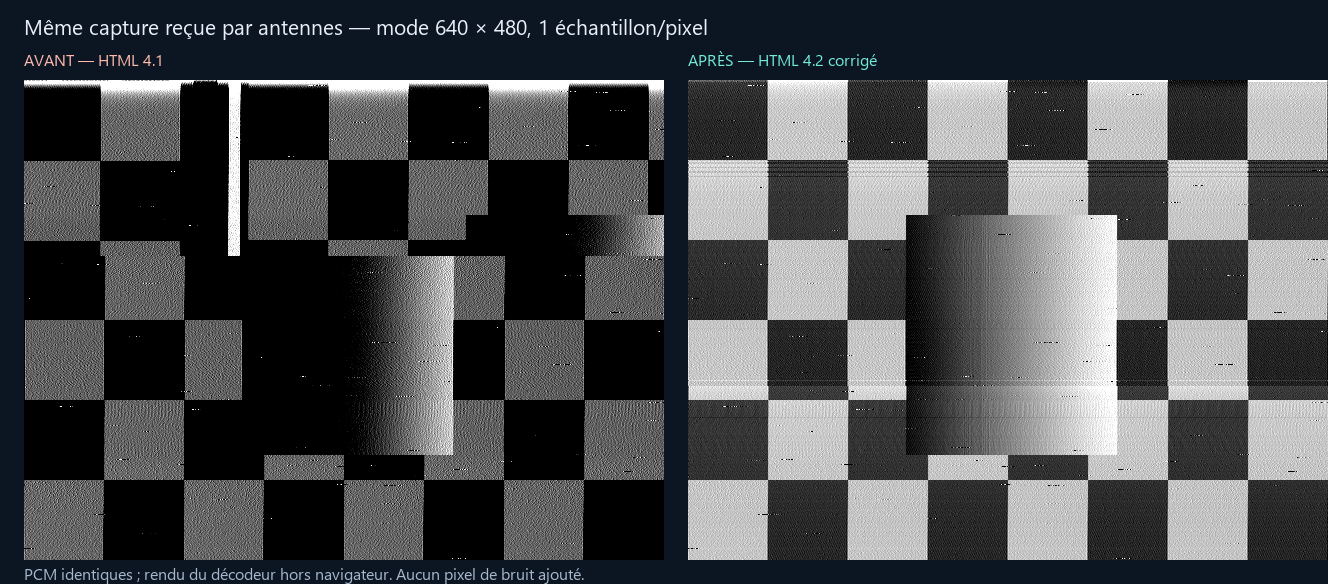 Même capture reçue par antennes — mode 640 × 480, 1 échantillon/pixel
AVANT — HTML 4.1
APRÈS — HTML 4.2 corrigé
PCM identiques ; rendu du décodeur hors navigateur. Aucun pixel de bruit ajouté.